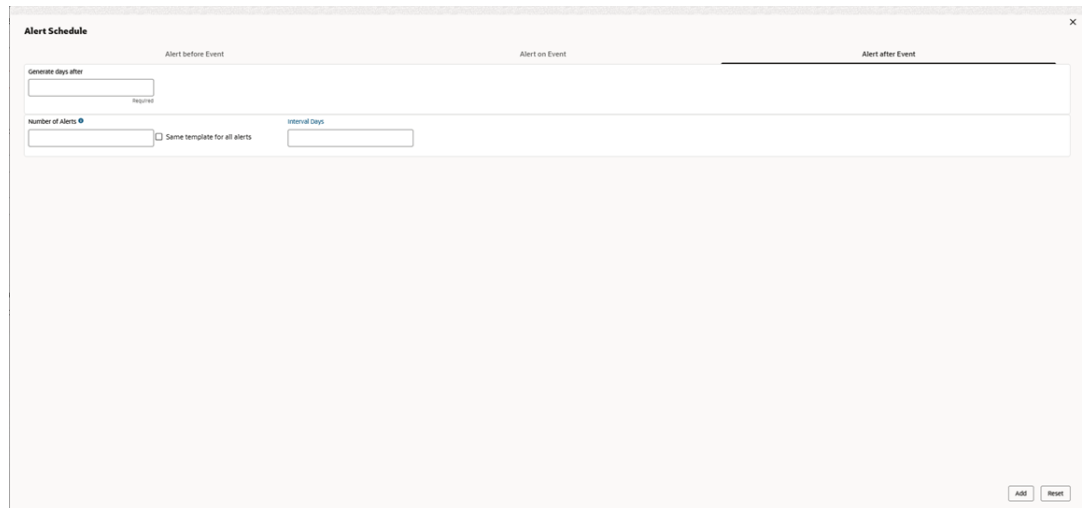 Alert Schedule
Alert before Event Alert on Event Alert after Event
Generate days after
Required
Number of Alerts Interval Days
Same template for all alerts
Add Reset